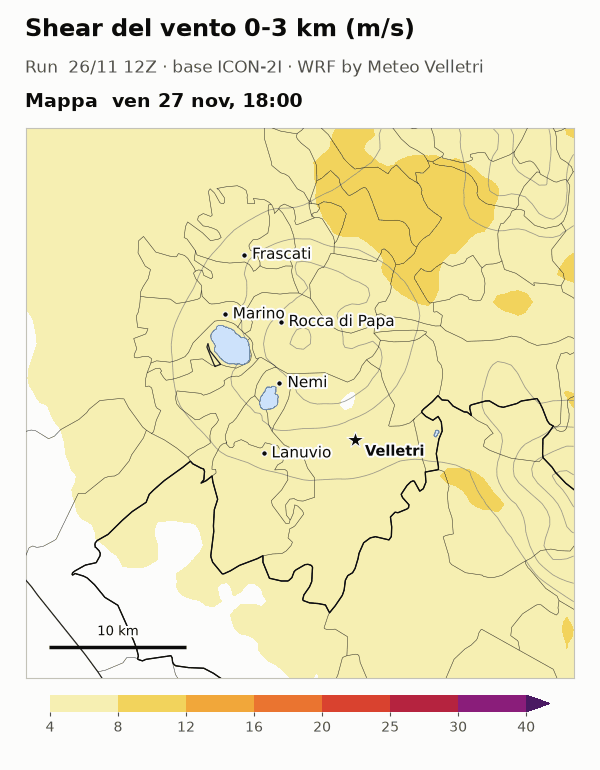 Shear del vento 0-3 km (m/s)
Run  26/11 12Z · base ICON-2I · WRF by Meteo Velletri
Mappa  ven 27 nov, 18:00
Frascati
Marino
Rocca di Papa
Nemi
Velletri
Lanuvio
10 km
4 8 12 16 20 25 30 40